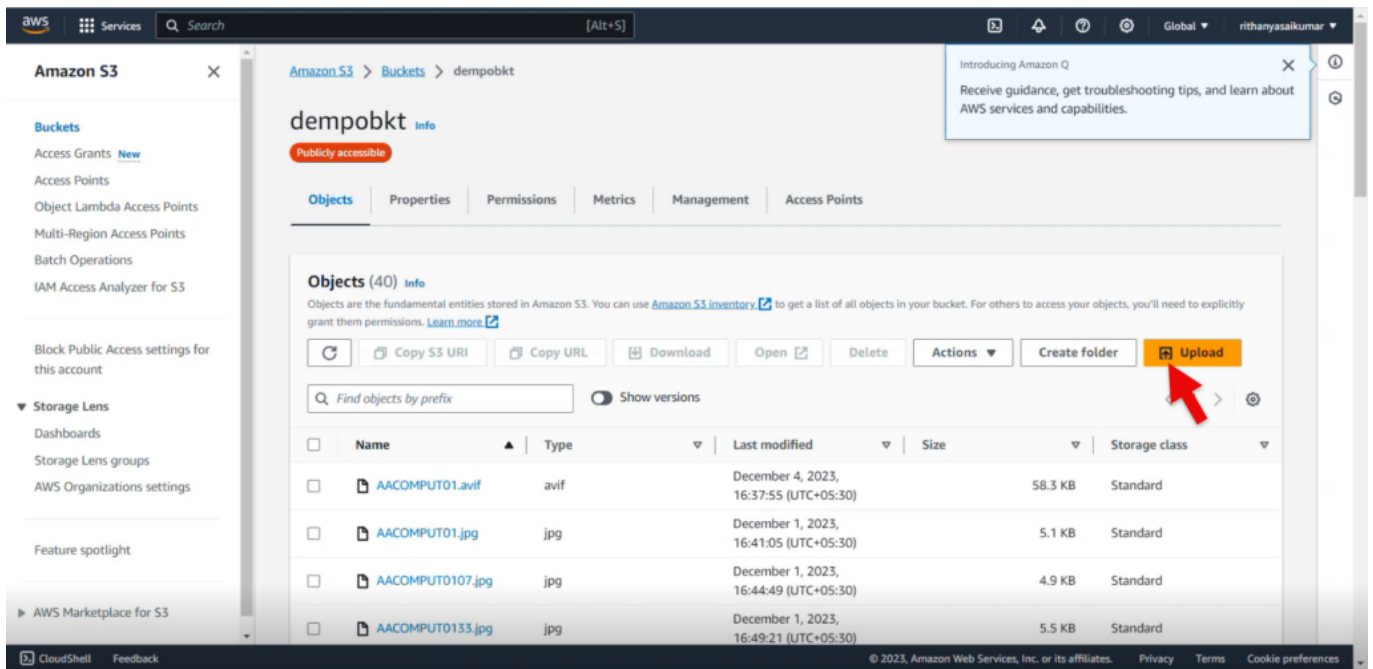 aws
Services
Search
[Alt+S]
Global ▼
rithanyasaikumar ▼
Amazon S3
Buckets
Access Grants New
Access Points
Object Lambda Access Points
Multi-Region Access Points
Batch Operations
IAM Access Analyzer for S3
Block Public Access settings for
this account
▼ Storage Lens
Dashboards
Storage Lens groups
AWS Organizations settings
Feature spotlight
▶ AWS Marketplace for S3
Amazon S3 > Buckets > dempobkt
dempobkt Info
Publicly accessible
Introducing Amazon Q
Receive guidance, get troubleshooting tips, and learn about
AWS services and capabilities.
Objects
Properties
Permissions
Metrics
Management
Access Points
Objects (40) Info
Objects are the fundamental entities stored in Amazon S3. You can use Amazon S3 inventory to get a list of all objects in your bucket. For others to access your objects, you'll need to explicitly
grant them permissions. Learn more
Copy S3 URI
Copy URL
Download
Open
Delete
Actions ▼
Create folder
Upload
Find objects by prefix
Show versions
Name
Type
Last modified
Size
Storage class
AACOMPUT01.avif
avif
December 4, 2023,
16:37:55 (UTC+05:30)
58.3 KB
Standard
AACOMPUT01.jpg
jpg
December 1, 2023,
16:41:05 (UTC+05:30)
5.1 KB
Standard
AACOMPUT0107.jpg
jpg
December 1, 2023,
16:44:49 (UTC+05:30)
4.9 KB
Standard
AACOMPUT0133.jpg
jpg
December 1, 2023,
16:49:21 (UTC+05:30)
5.5 KB
Standard
CloudShell
Feedback
© 2023, Amazon Web Services, Inc. or its affiliates.
Privacy
Terms
Cookie preferences